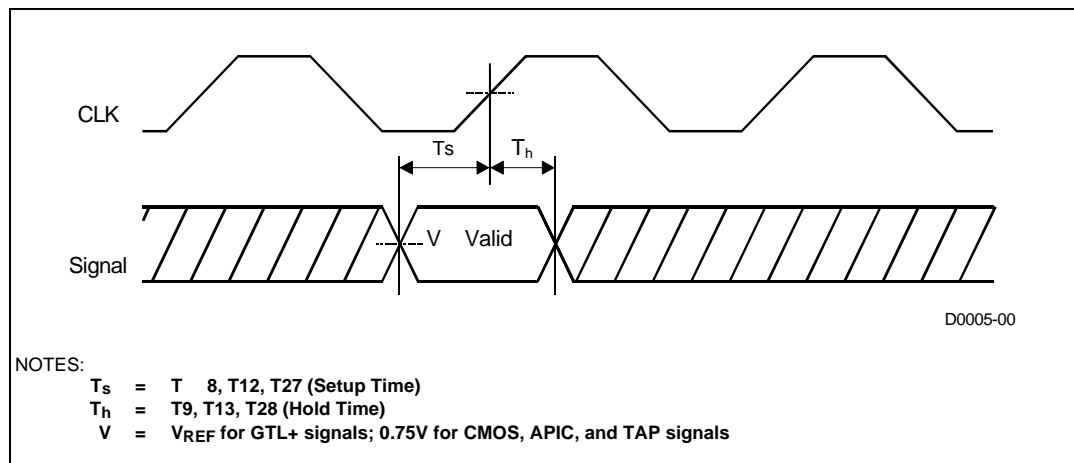 CLK
Ts Th
V Valid
Signal
D0005-00
NOTES:
Ts = T 8, T12, T27 (Setup Time)
Th = T9, T13, T28 (Hold Time)
V = VREF for GTL+ signals; 0.75V for CMOS, APIC, and TAP signals